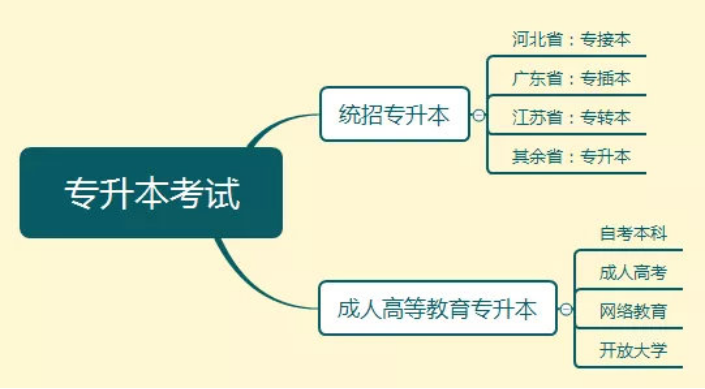 专升本考试
统招专升本
河北省：专接本
广东省：专插本
江苏省：专转本
其余省：专升本
成人高等教育专升本
自考本科
成人高考
网络教育
开放大学